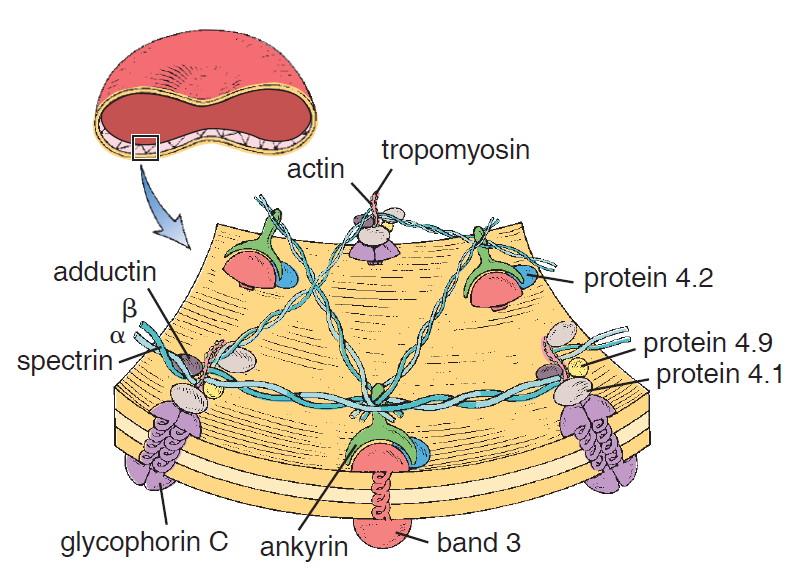 tropomyosin
actin
adductin
protein 4.2
β
α
spectrin
protein 4.9
protein 4.1
glycophorin C
ankyrin
band 3